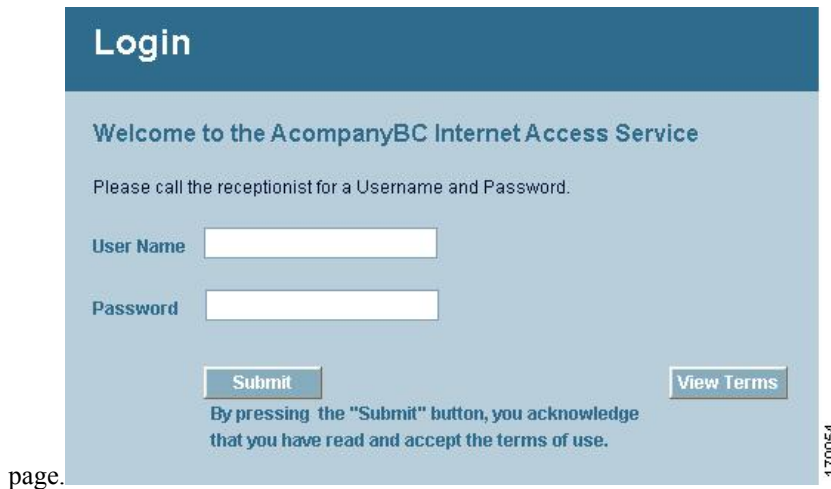 Login
Welcome to the AcompanyBC Internet Access Service
Please call the receptionist for a Username and Password.
User Name
Password
Submit
View Terms
By pressing the "Submit" button, you acknowledge
that you have read and accept the terms of use.
page.